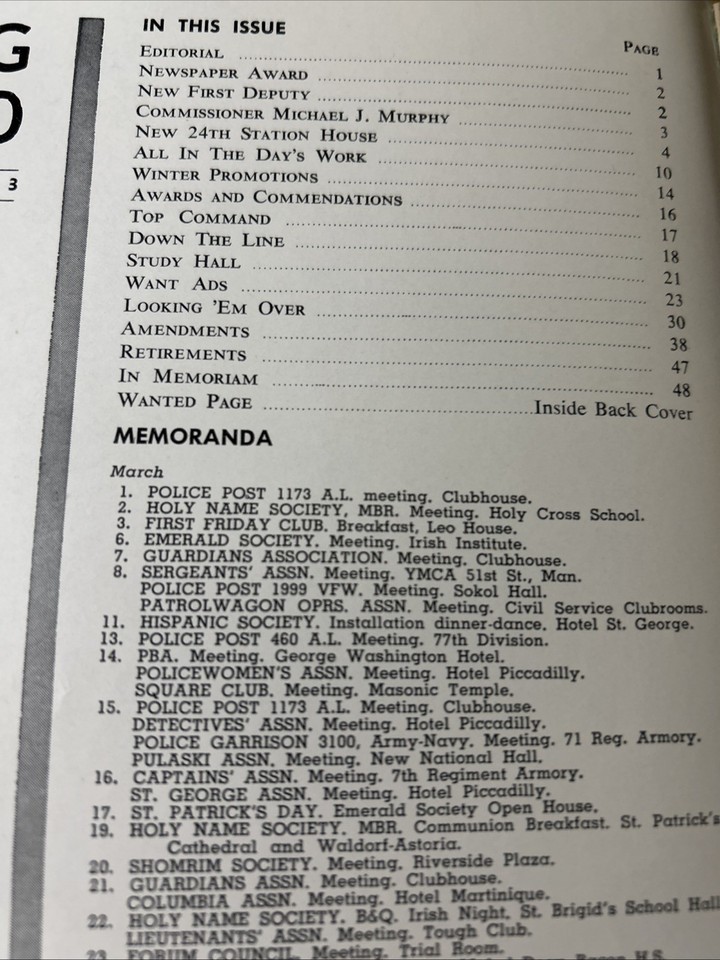 G
O
3
IN THIS ISSUE
PAGE
EDITORIAL ........ 1
NEWSPAPER AWARD ........ 2
NEW FIRST DEPUTY ........ 2
COMMISSIONER MICHAEL J. MURPHY ........ 3
NEW 24TH STATION HOUSE ........ 4
ALL IN THE DAY'S WORK ........ 10
WINTER PROMOTIONS ........ 14
AWARDS AND COMMENDATIONS ........ 16
TOP COMMAND ........ 17
DOWN THE LINE ........ 18
STUDY HALL ........ 21
WANT ADS ........ 23
LOOKING 'EM OVER ........ 30
AMENDMENTS ........ 38
RETIREMENTS ........ 47
IN MEMORIAM ........ 48
WANTED PAGE ........ Inside Back Cover
MEMORANDA
March
1. POLICE POST 1173 A.L. meeting. Clubhouse.
2. HOLY NAME SOCIETY, MBR. Meeting. Holy Cross School.
3. FIRST FRIDAY CLUB. Breakfast, Leo House.
6. EMERALD SOCIETY. Meeting. Irish Institute.
7. GUARDIANS ASSOCIATION. Meeting. Clubhouse.
8. SERGEANTS' ASSN. Meeting. YMCA 51st St., Man.
POLICE POST 1999 VFW. Meeting. Sokol Hall.
PATROLWAGON OPRS. ASSN. Meeting. Civil Service Clubrooms.
11. HISPANIC SOCIETY. Installation dinner-dance. Hotel St. George.
13. POLICE POST 460 A.L. Meeting. 77th Division.
14. PBA. Meeting. George Washington Hotel.
POLICEWOMEN'S ASSN. Meeting. Hotel Piccadilly.
SQUARE CLUB. Meeting. Masonic Temple.
15. POLICE POST 1173 A.L. Meeting. Clubhouse.
DETECTIVES' ASSN. Meeting. Hotel Piccadilly.
POLICE GARRISON 3100, Army-Navy. Meeting. 71 Reg. Armory.
PULASKI ASSN. Meeting. New National Hall.
16. CAPTAINS' ASSN. Meeting. 7th Regiment Armory.
ST. GEORGE ASSN. Meeting. Hotel Piccadilly.
17. ST. PATRICK'S DAY. Emerald Society Open House.
19. HOLY NAME SOCIETY. MBR. Communion Breakfast. St. Patrick's
Cathedral and Waldorf-Astoria.
20. SHOMRIM SOCIETY. Meeting. Riverside Plaza.
21. GUARDIANS ASSN. Meeting. Clubhouse.
COLUMBIA ASSN. Meeting. Hotel Martinique.
22. HOLY NAME SOCIETY. B&Q. Irish Night. St. Brigid's School Hall
LIEUTENANTS' ASSN. Meeting. Tough Club.
23. FORUM COUNCIL. Meeting. Trial Room.
H.S.